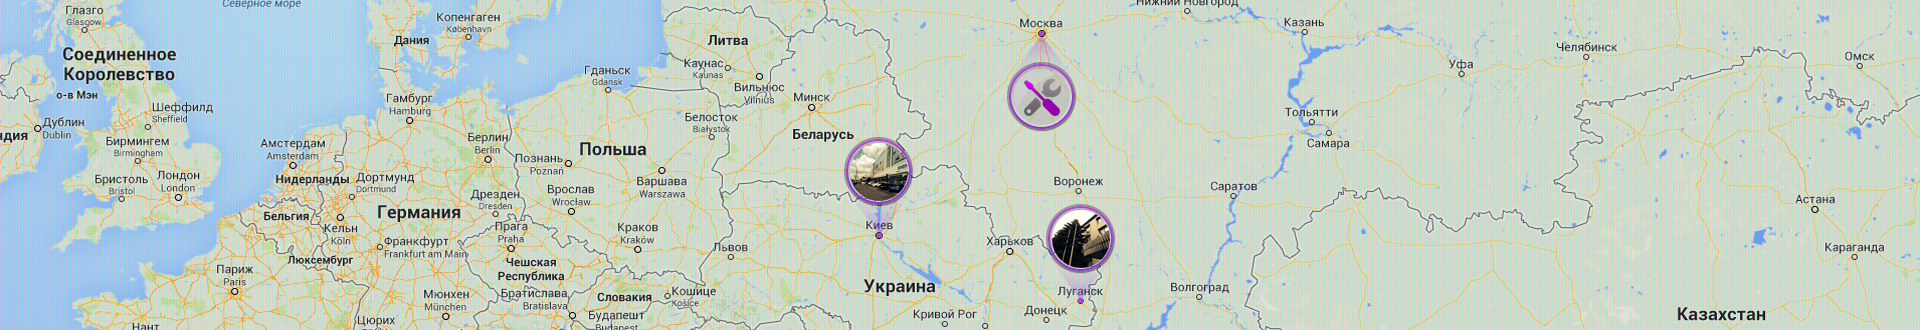 Северное море
Глазго
Glasgow
Соединенное
Королевство
о-в Мэн
Шеффилд
Sheffield
Дублин
Dublin
ндия
Бирмингем
Birmingham
Бристоль
Bristol
Лондон
London
Копенгаген
København
Дания
Гамбург
Hamburg
Амстердам
Amsterdam
Нидерланды
Дортмунд
Dortmund
Бельгия
Германия
Кельн
Köln
Франкфурт
Frankfurt am Main
Люксембург
Париж
Paris
Нант
Мюнхен
München
Цюрих
Берлин
Berlin
Дрезден
Dresden
Прага
Praha
Чешская
Республика
Братислава
Bratislava
Гданьск
Gdansk
Познань
Poznań
Польша
Вроцлав
Wrocław
Варшава
Warszawa
Краков
Kraków
Словакия
Кошице
Košice
Будапешт
Budapest
Литва
Каунас
Kaunas
Вильнюс
Vilnius
Белосток
Białystok
Минск
Беларусь
Львов
Киев
Украина
Кривой Рог
Харьков
Донецк
Луганск
Москва
Воронеж
Нижний Новгород
Казань
Тольятти
Самара
Саратов
Волгоград
Уфа
Челябинск
Омск
Астана
Караганда
Казахстан